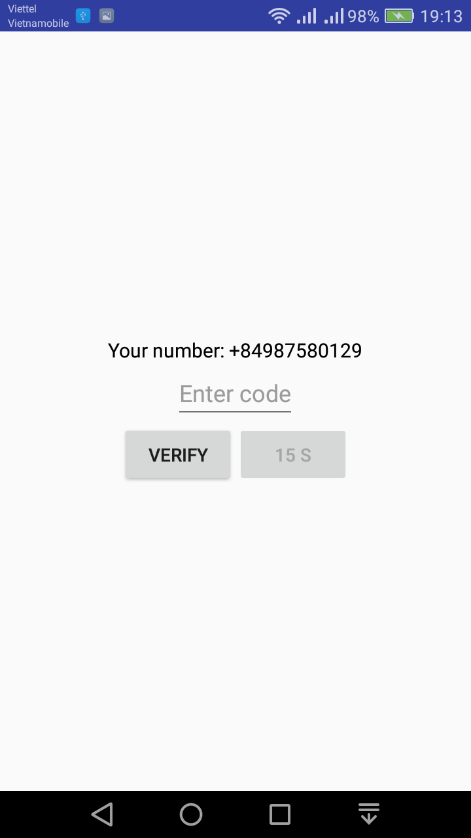 Viettel
Vietnamobile
98% 19:13
Your number: +84987580129
Enter code
VERIFY 15 S